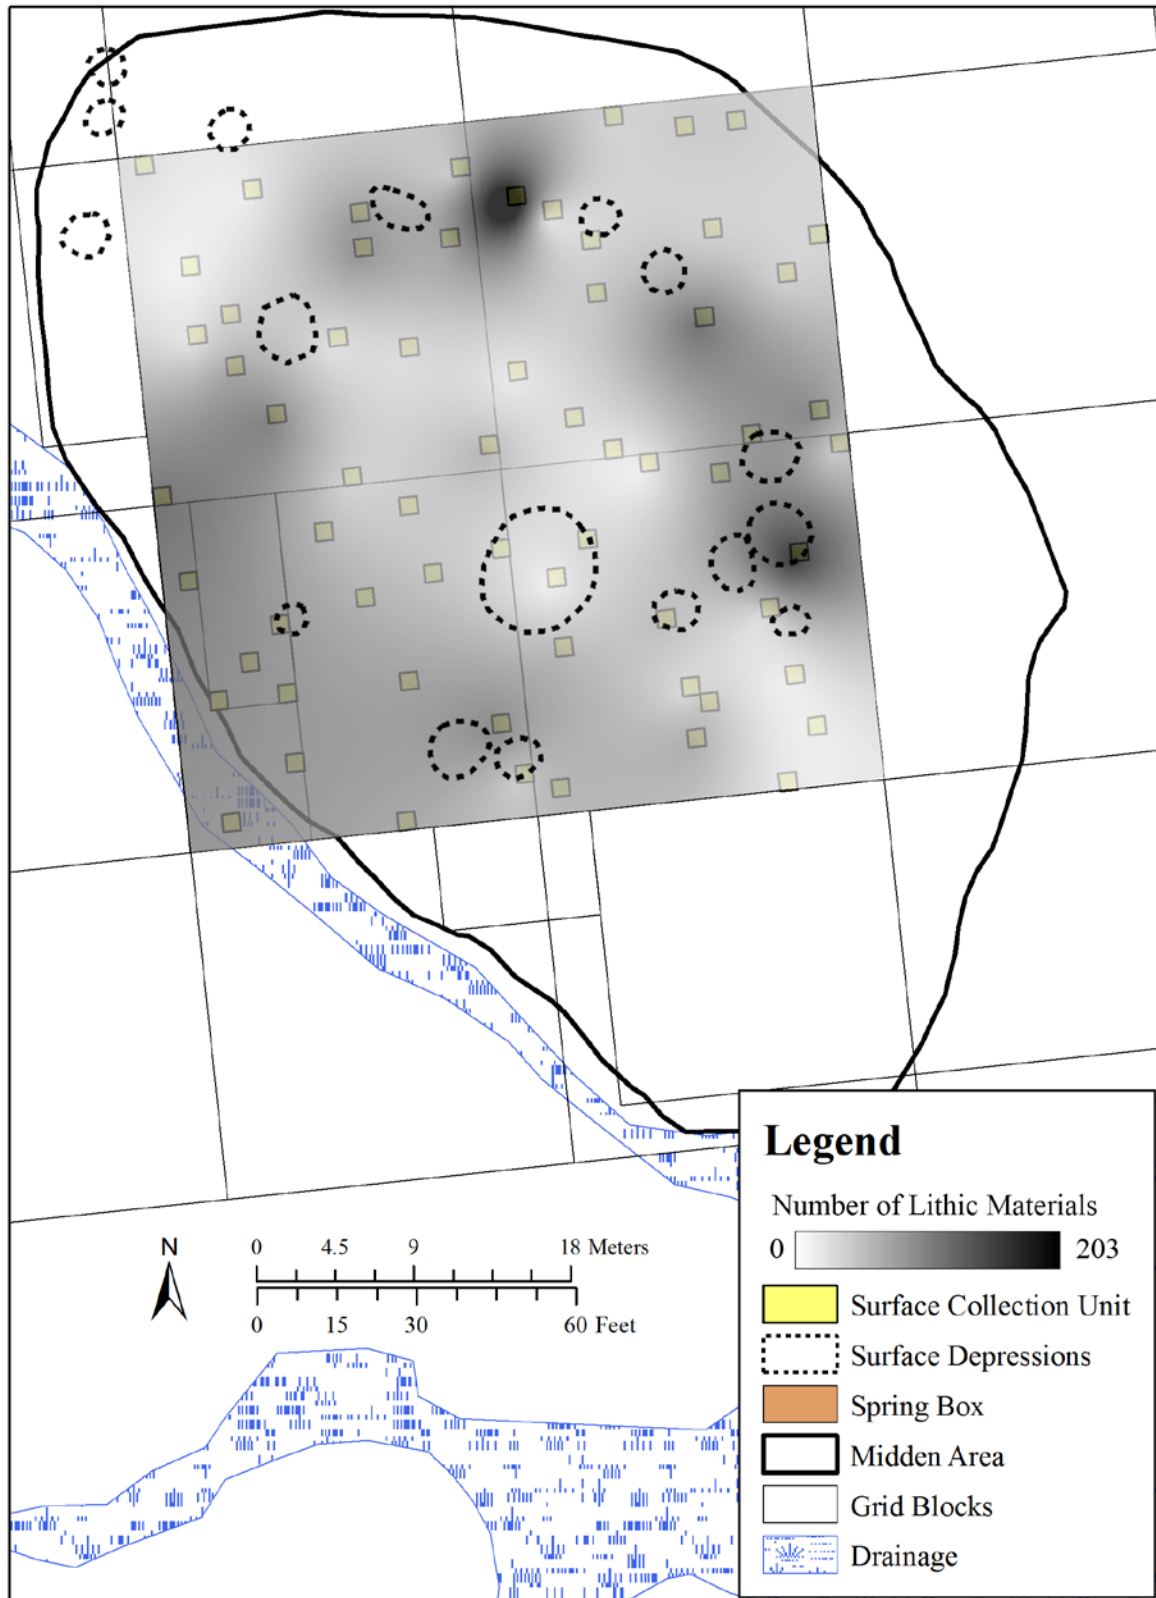 N
0 4.5 9 18 Meters
0 15 30 60 Feet
Legend
Number of Lithic Materials
0 203
Surface Collection Unit
Surface Depressions
Spring Box
Midden Area
Grid Blocks
Drainage